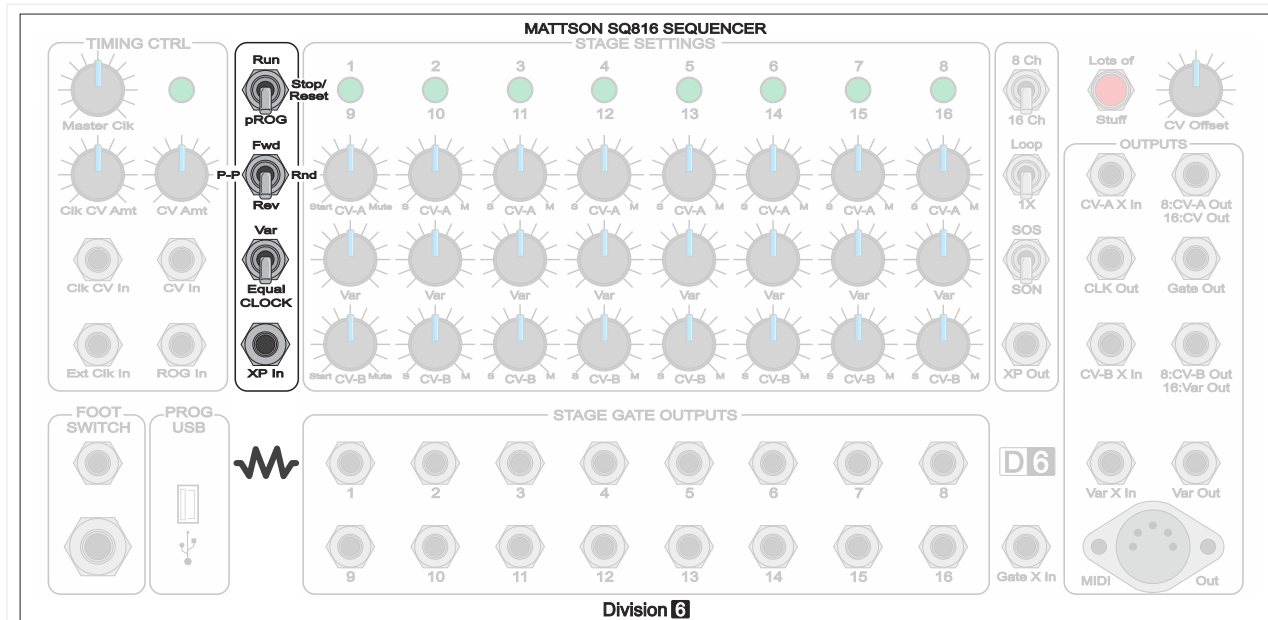 MATTSON SQ816 SEQUENCER
TIMING CTRL
Master Clk
Clk CV Amt
CV Amt
Clk CV In
CV In
Ext Clk In
ROG In
Run
Stop/
Reset
pROG
Fwd
P-P
Rnd
Rev
Var
Equal
CLOCK
XP In
STAGE SETTINGS
1 2 3 4 5 6 7 8
9 10 11 12 13 14 15 16
Start CV-A Mute S CV-A M S CV-A M S CV-A M S CV-A M S CV-A M S CV-A M S CV-A M
Var Var Var Var Var Var Var Var
Start CV-B Mute S CV-B M S CV-B M S CV-B M S CV-B M S CV-B M S CV-B M S CV-B M
8 Ch
16 Ch
Loop
1X
SOS
SON
XP Out
Lots of
Stuff
CV Offset
OUTPUTS
CV-A X In
8:CV-A Out
16:CV Out
CLK Out
Gate Out
CV-B X In
8:CV-B Out
16:Var Out
Var X In
Var Out
MIDI Out
FOOT
SWITCH
PROG
USB
STAGE GATE OUTPUTS
1 2 3 4 5 6 7 8
9 10 11 12 13 14 15 16
D6
Gate X In
Division 6